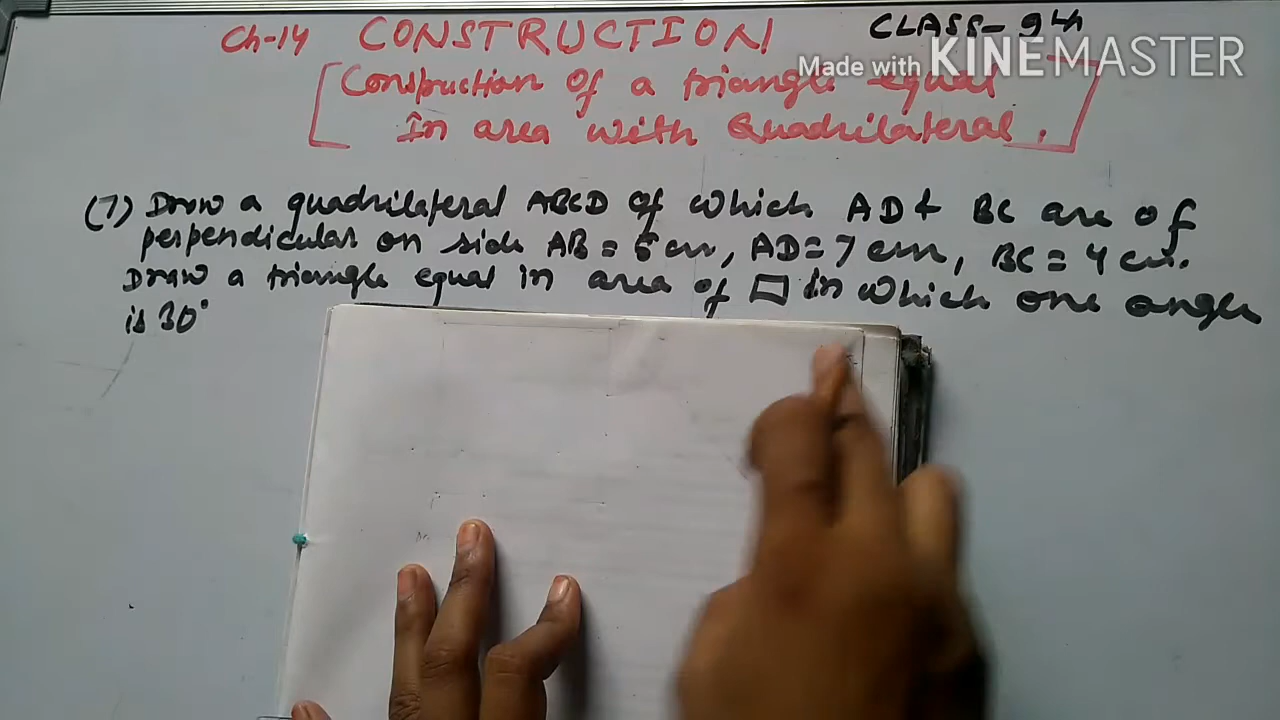 Ch-14 CONSTRUCTION CLASS-9th
Made with KINEMASTER
[Construction Of a triangle equal
In area with Quadrilateral.]
(7) Draw a quadrilateral ABCD of which AD + BC are of
perpendicular on side AB = 5 cm, AD = 7 cm, BC = 4 cm.
Draw a triangle equal in area of in which one angle
is 30°